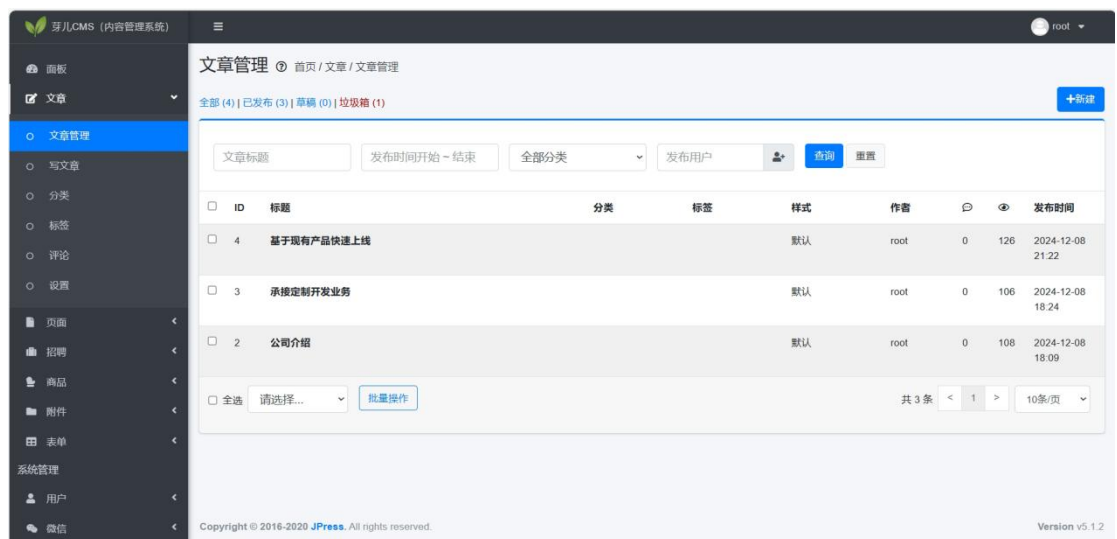 芽儿CMS（内容管理系统）
root
面板
文章
文章管理
写文章
分类
标签
评论
设置
页面
招聘
商品
附件
表单
系统管理
用户
微信
文章管理 首页 / 文章 / 文章管理
全部 (4) | 已发布 (3) | 草稿 (0) | 垃圾箱 (1)
+新建
文章标题 发布时间开始 ~ 结束 全部分类 发布用户 查询 重置
ID 标题 分类 标签 样式 作者 发布时间
4 基于现有产品快速上线 默认 root 0 126 2024-12-08
21:22
3 承接定制开发业务 默认 root 0 106 2024-12-08
18:24
2 公司介绍 默认 root 0 108 2024-12-08
18:09
全选 请选择... 批量操作 共 3 条 < 1 > 10条/页
Copyright © 2016-2020 JPress. All rights reserved. Version v5.1.2